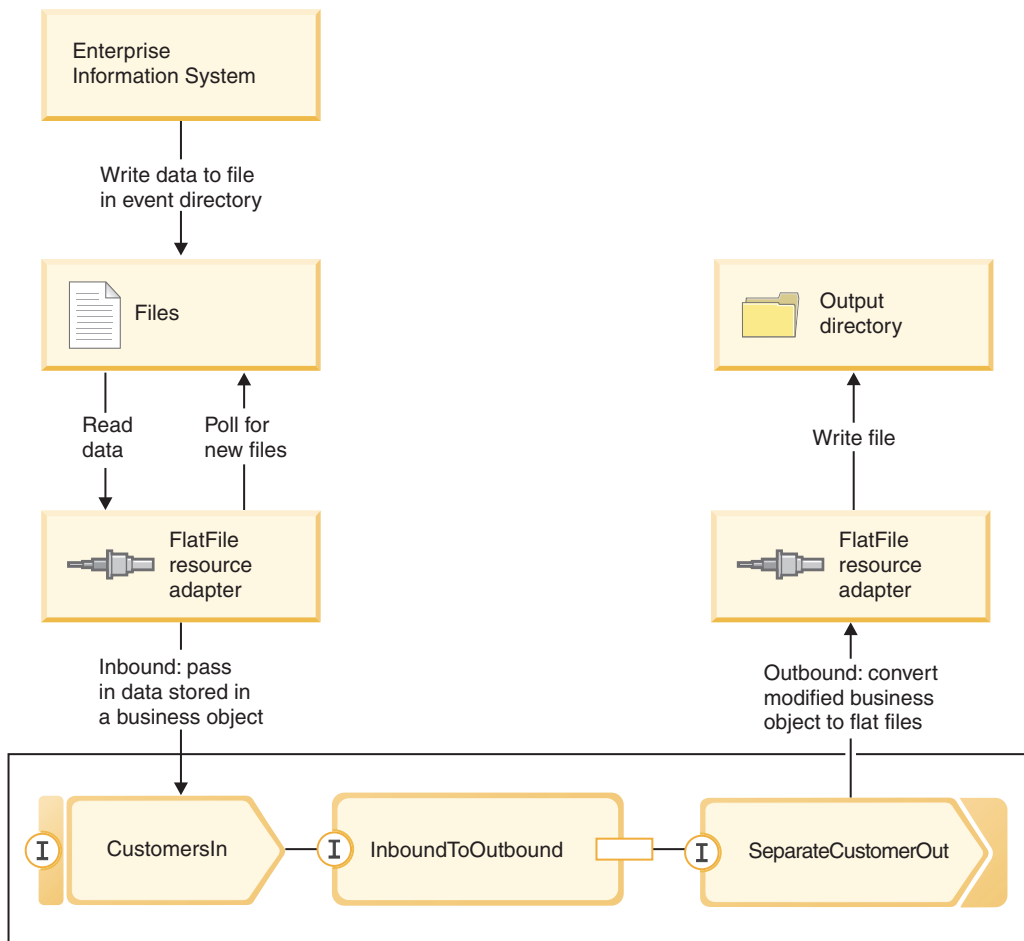 Enterprise
Information System
Write data to file
in event directory
Files
Output
directory
Read
data
Poll for
new files
Write file
FlatFile
resource
adapter
FlatFile
resource
adapter
Inbound: pass
in data stored in
a business object
Outbound: convert
modified business
object to flat files
I
CustomersIn
I
InboundToOutbound
I
SeparateCustomerOut